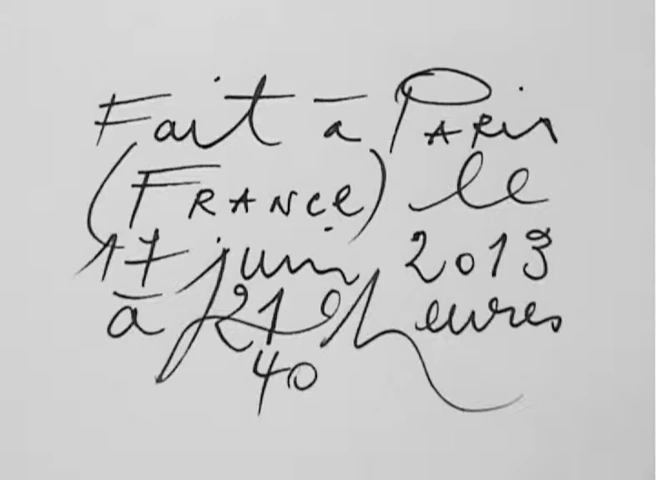 Fait à Paris
(France) le
17 juin 2013
à 21 heures
40